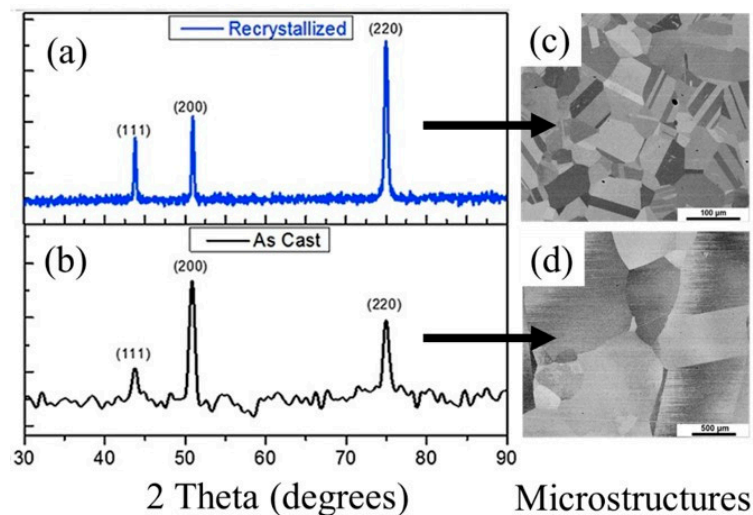 (a)
Recrystallized
(111)
(200)
(220)
(c)
100 µm
(b)
As Cast
(111)
(200)
(220)
(d)
500 µm
30 40 50 60 70 80 90
2 Theta (degrees)
Microstructures